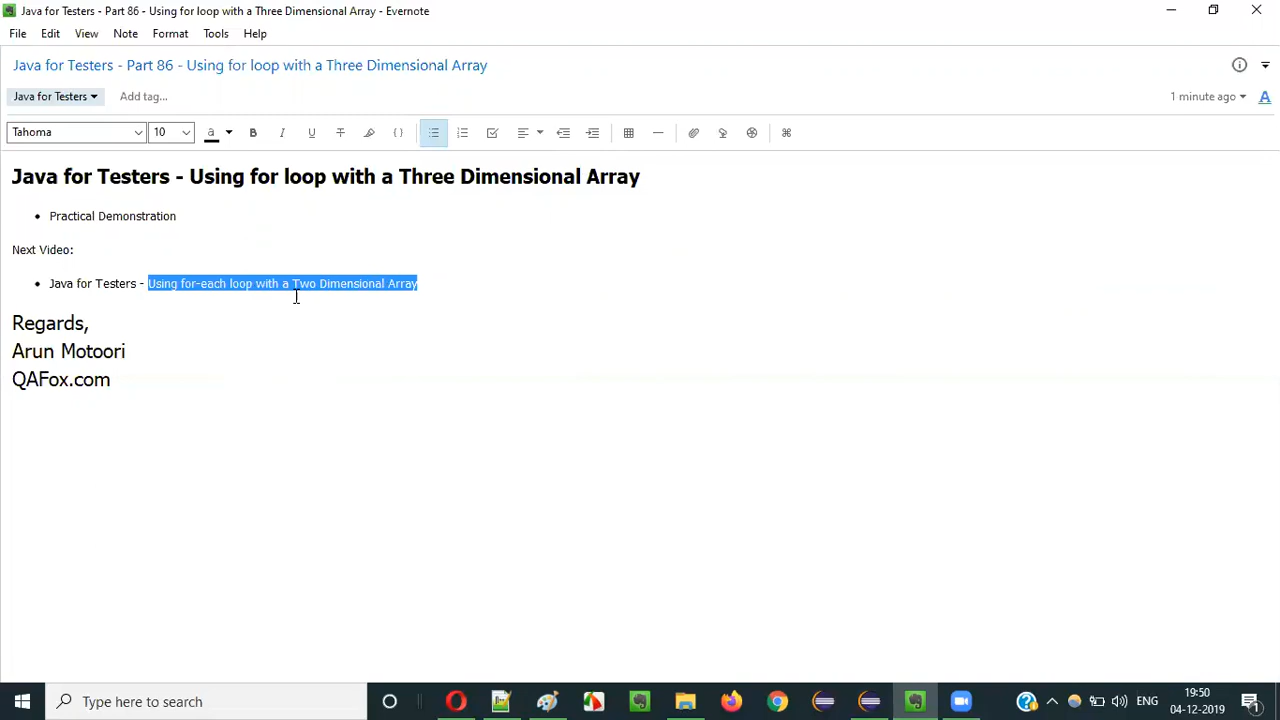 Java for Testers - Part 86 - Using for loop with a Three Dimensional Array - Evernote
File Edit View Note Format Tools Help
Java for Testers - Part 86 - Using for loop with a Three Dimensional Array
Java for Testers Add tag... 1 minute ago
Tahoma 10 a B I U T { }
Java for Testers - Using for loop with a Three Dimensional Array
• Practical Demonstration
Next Video:
• Java for Testers - Using for-each loop with a Two Dimensional Array
Regards,
Arun Motoori
QAFox.com
Type here to search ENG 19:50
04-12-2019